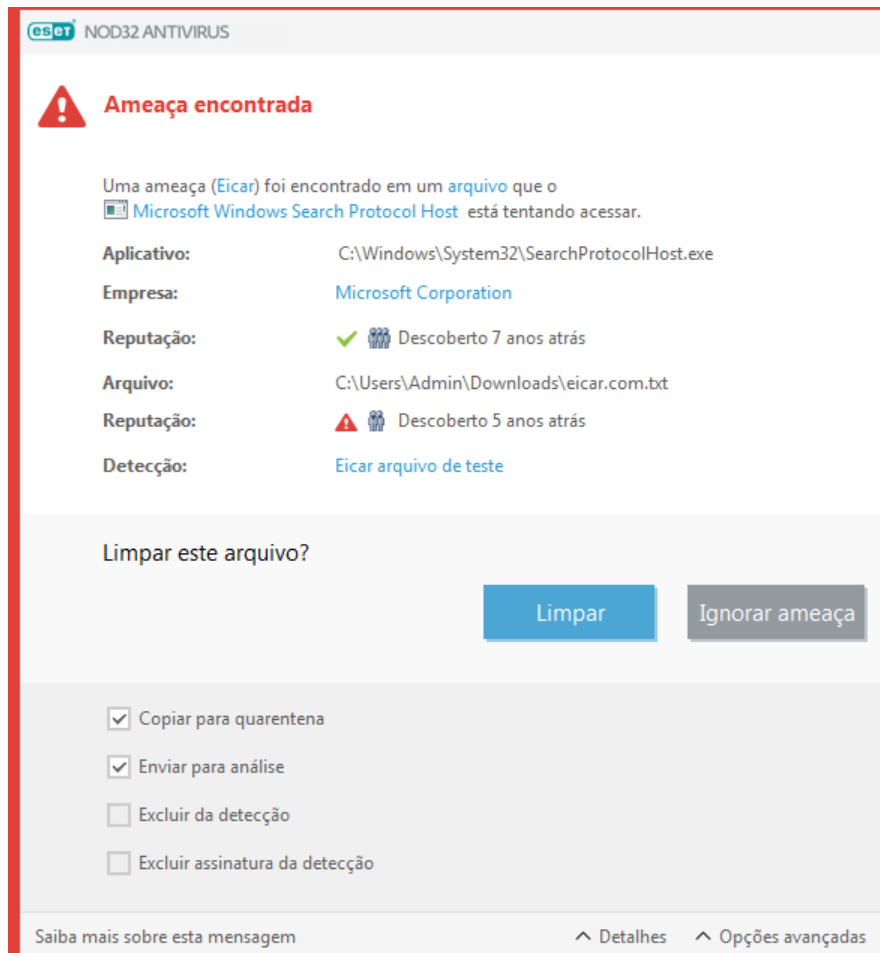 eseT NOD32 ANTIVIRUS
Ameaça encontrada
Uma ameaça (Eicar) foi encontrado em um arquivo que o
Microsoft Windows Search Protocol Host está tentando acessar.
Aplicativo: C:\Windows\System32\SearchProtocolHost.exe
Empresa: Microsoft Corporation
Reputação: Descoberto 7 anos atrás
Arquivo: C:\Users\Admin\Downloads\eicar.com.txt
Reputação: Descoberto 5 anos atrás
Detecção: Eicar arquivo de teste
Limpar este arquivo?
Limpar Ignorar ameaça
Copiar para quarentena
Enviar para análise
Excluir da detecção
Excluir assinatura da detecção
Saiba mais sobre esta mensagem Detalhes Opções avançadas